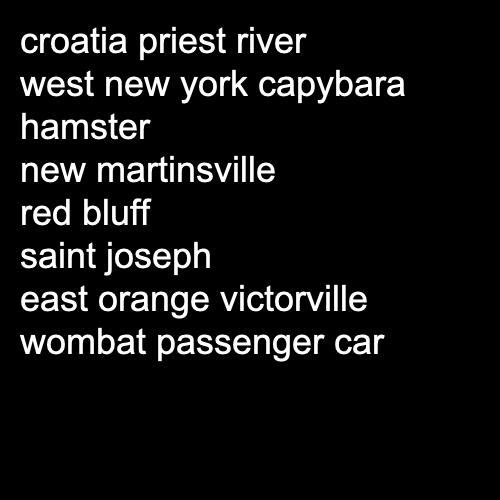 croatia priest river
west new york capybara
hamster
new martinsville
red bluff
saint joseph
east orange victorville
wombat passenger car